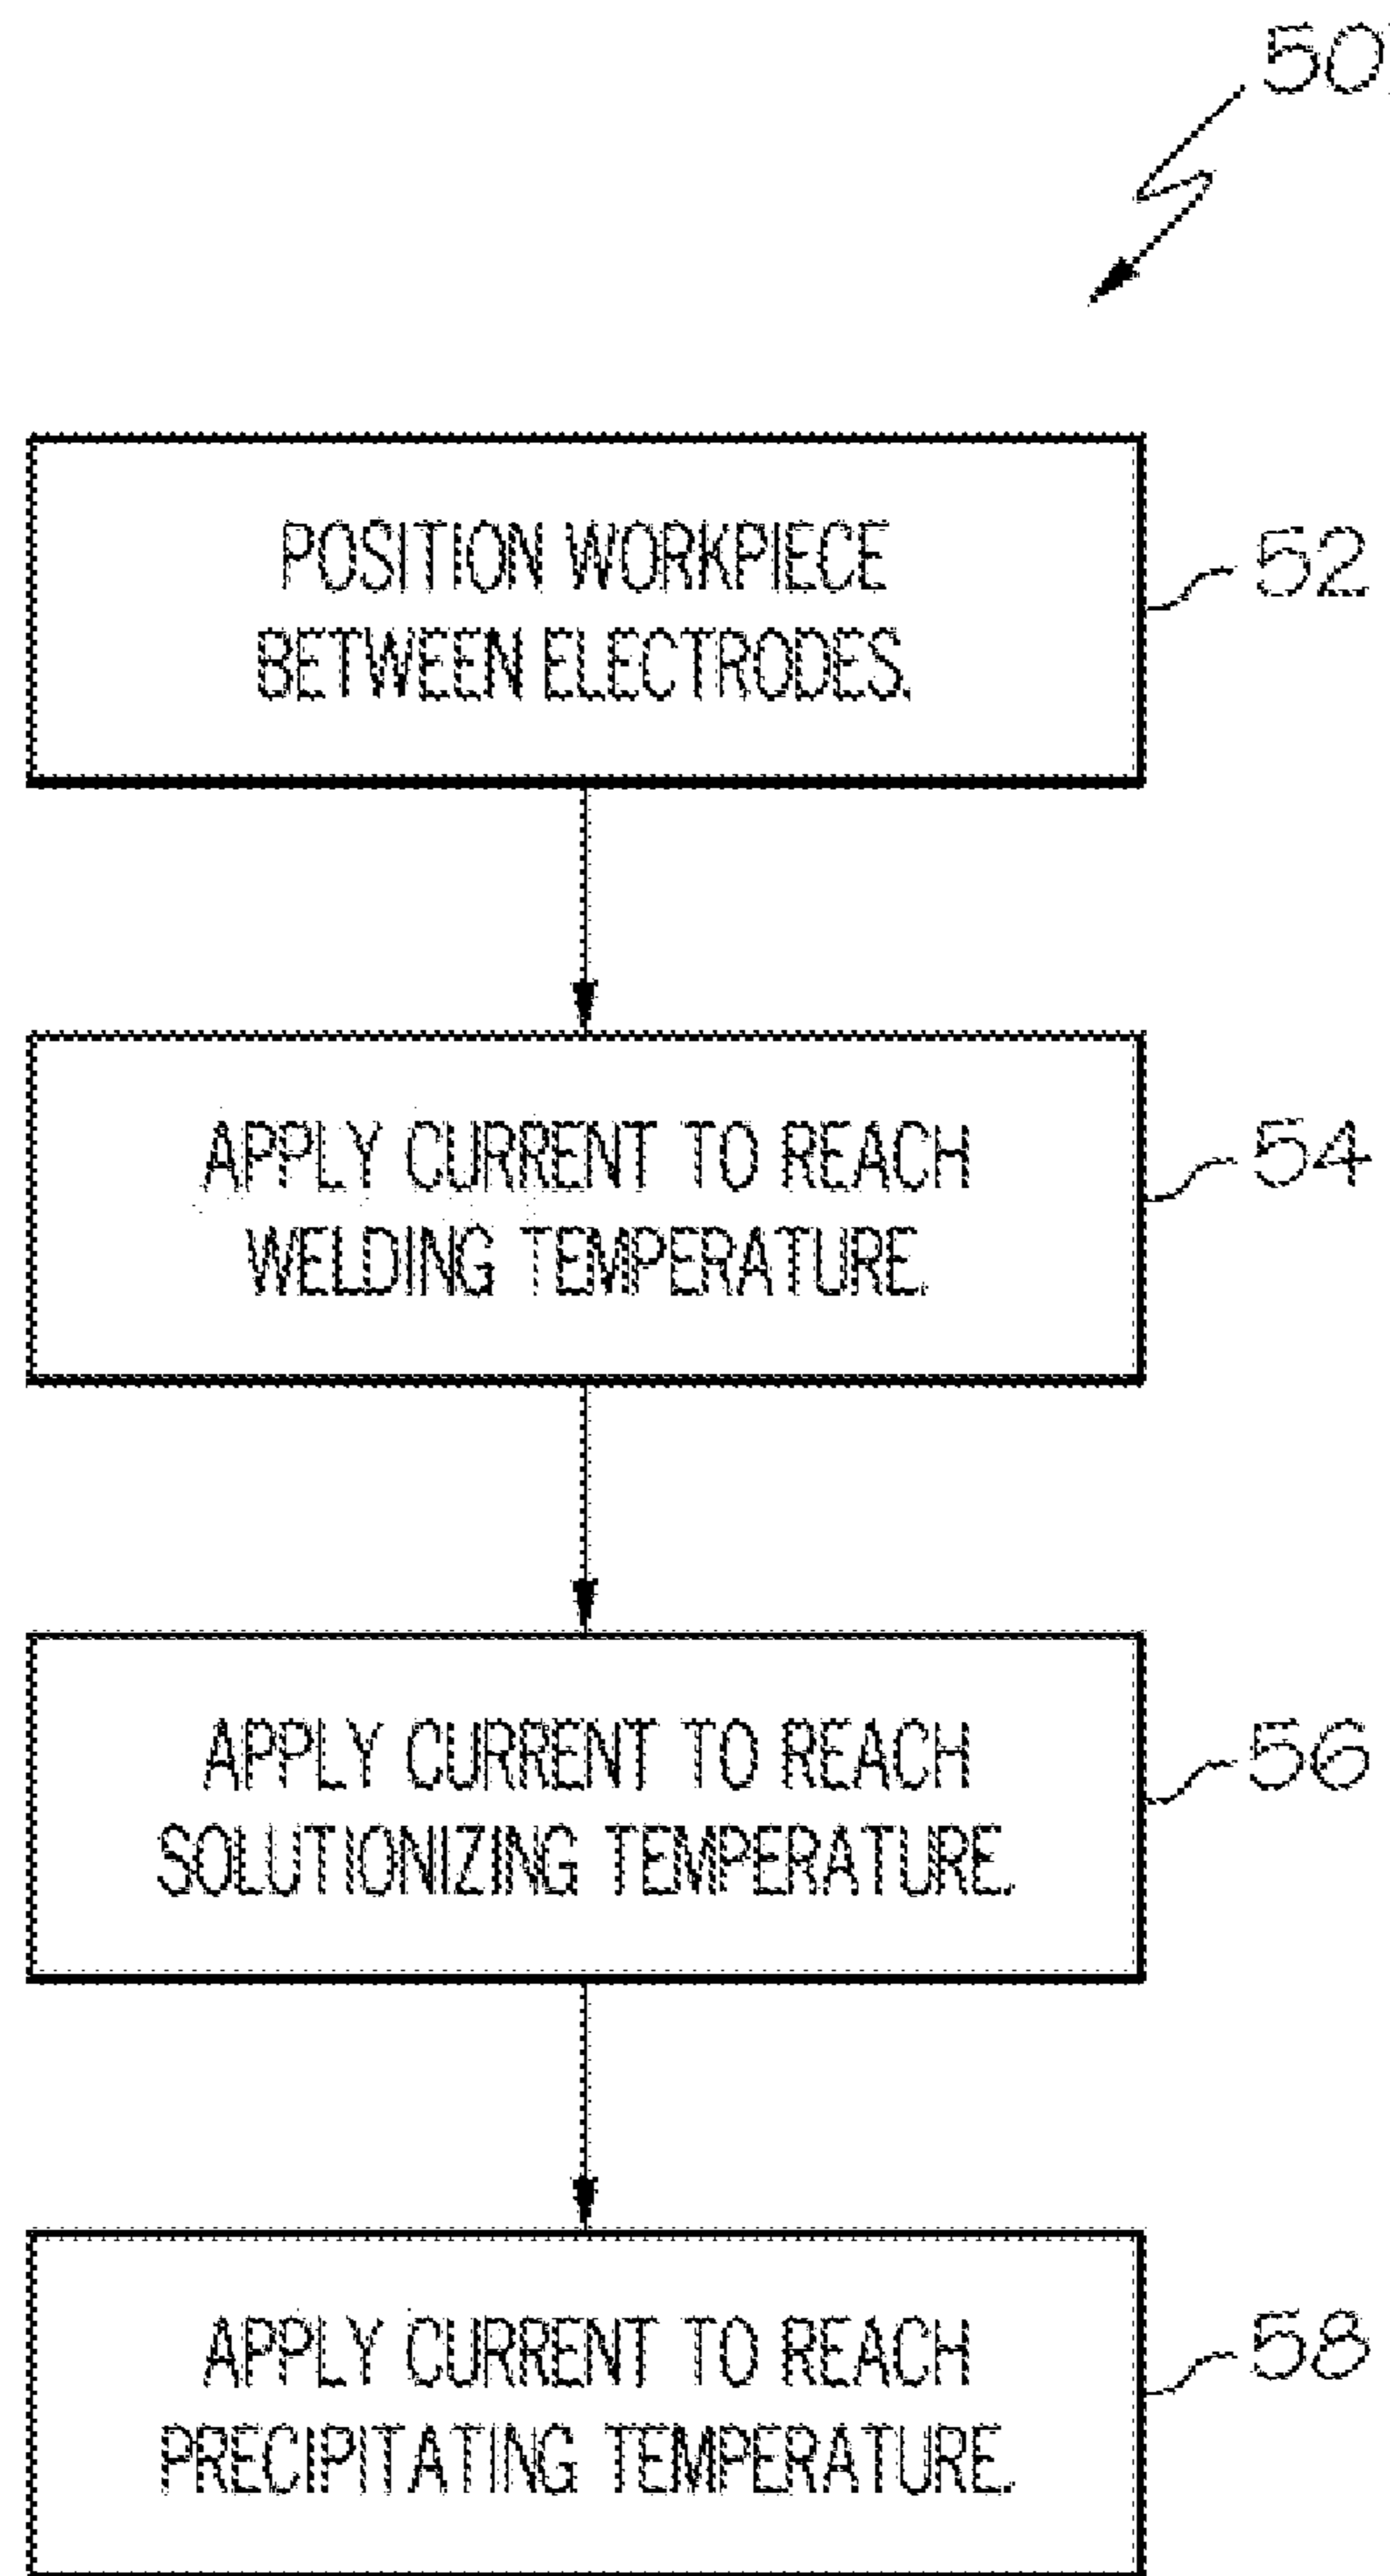 50
POSITION WORKPIECE
BETWEEN ELECTRODES.
52
APPLY CURRENT TO REACH
WELDING TEMPERATURE.
54
APPLY CURRENT TO REACH
SOLUTIONIZING TEMPERATURE.
56
APPLY CURRENT TO REACH
PRECIPITATING TEMPERATURE.
58